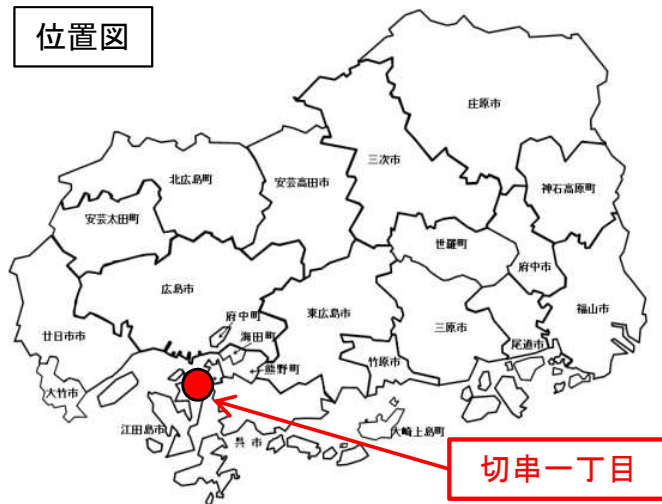 位置図
庄原市
三次市
北広島町
安芸高田市
神石高原町
安芸太田町
世羅町
府中市
広島市
東広島市
三原市
福山市
府中町
海田町
廿日市市
尾道市
竹原市
熊野町
大竹市
江田島市
呉市
大崎上島町
切串一丁目